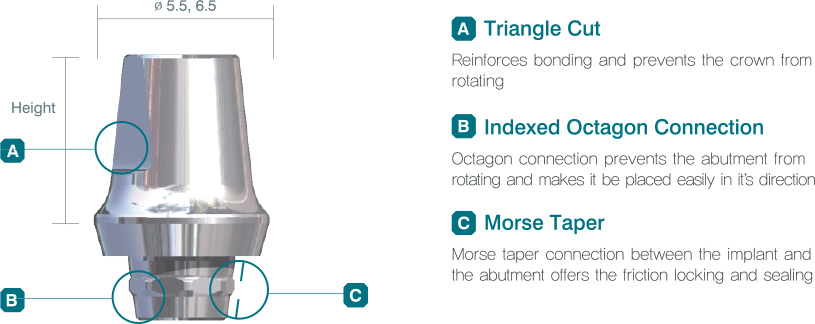 ø 5.5, 6.5
Height
A
B
C
A Triangle Cut
Reinforces bonding and prevents the crown from
rotating
B Indexed Octagon Connection
Octagon connection prevents the abutment from
rotating and makes it be placed easily in it's direction
C Morse Taper
Morse taper connection between the implant and
the abutment offers the friction locking and sealing